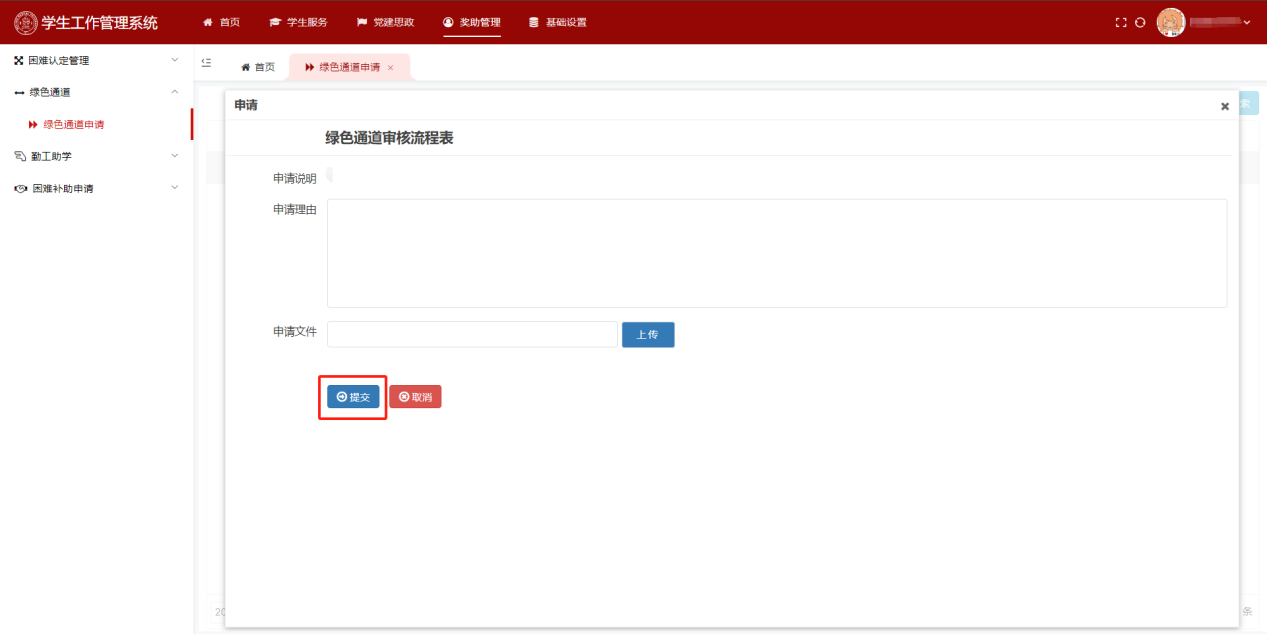 学生工作管理系统 首页 学生服务 党建思政 奖助管理 基础设置
困难认定管理
绿色通道
绿色通道申请
勤工助学
困难补助申请
首页 绿色通道申请 ×
申请
绿色通道审核流程表
申请说明
申请理由
申请文件 上传
提交 取消
20 条